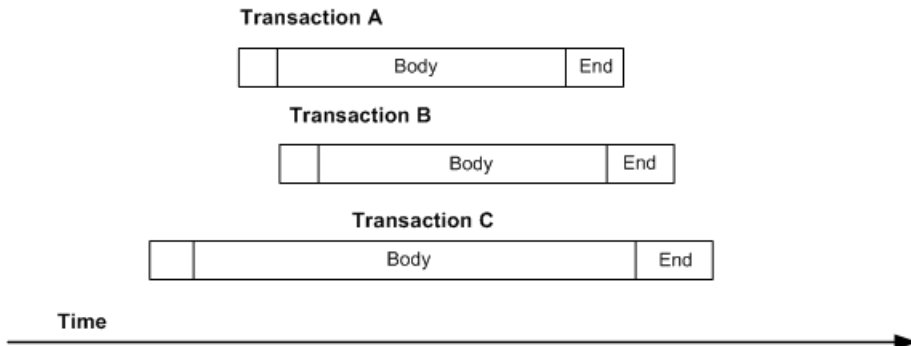 Transaction A
Body End
Transaction B
Body End
Transaction C
Body End
Time